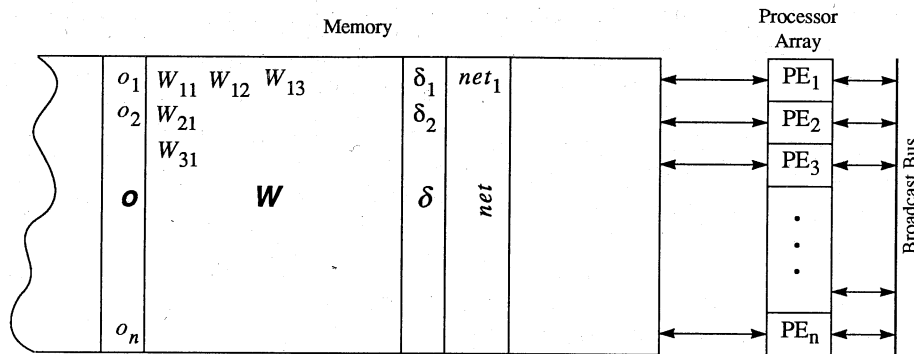 Memory
Processor Array
o1 W11 W12 W13 δ1 net1 PE1
o2 W21 δ2 PE2
W31 PE3
o W δ net
on PEn
Broadcast Bus